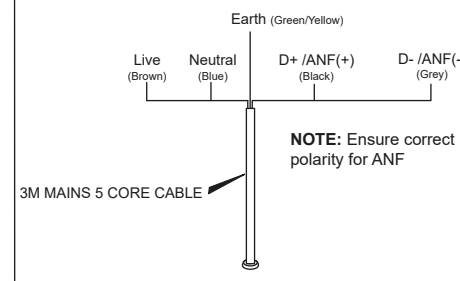 Earth (Green/Yellow)
Live Neutral D+ /ANF(+) D- /ANF(-
(Brown) (Blue) (Black) (Grey)
NOTE: Ensure correct
polarity for ANF
3M MAINS 5 CORE CABLE